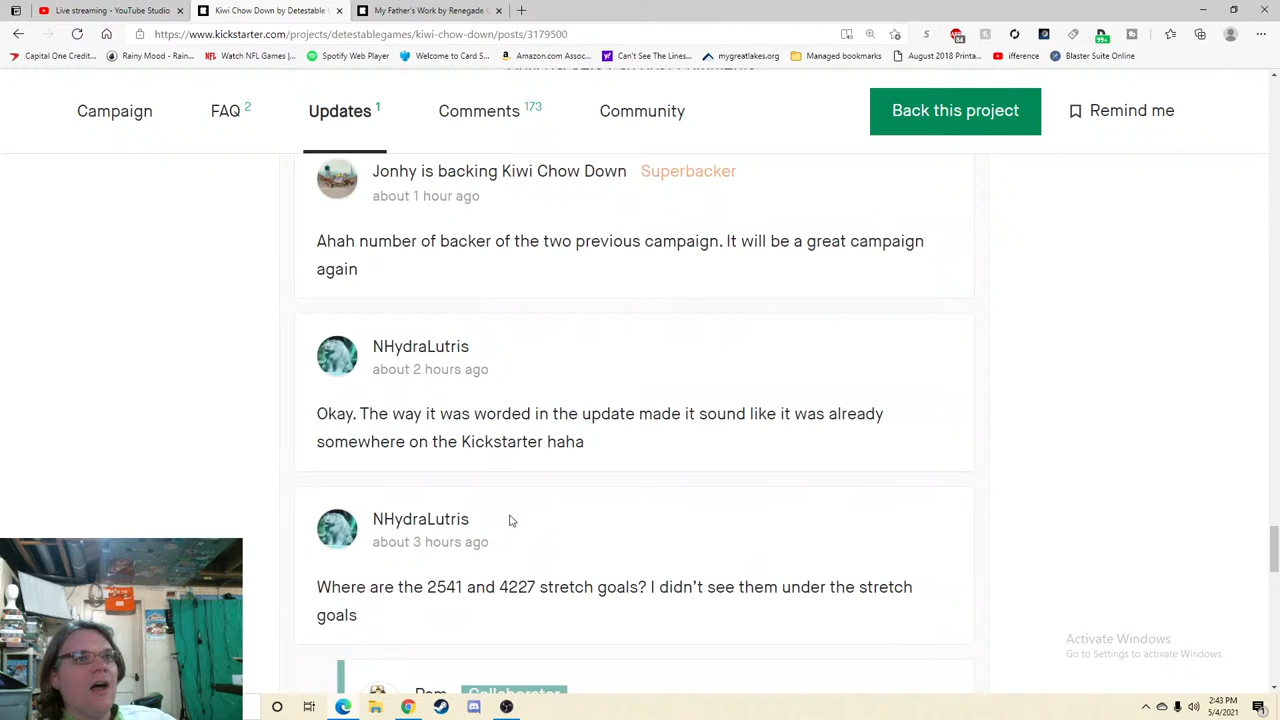 Live streaming - YouTube Studio
Kiwi Chow Down by Detestable
My Father's Work by Renegade
https://www.kickstarter.com/projects/detestablegames/kiwi-chow-down/posts/3179500
Capital One Credit...
Rainy Mood - Rain...
Watch NFL Games |...
Spotify Web Player
Welcome to Card S...
Amazon.com Assoc...
Can't See The Lines...
mygreatlakes.org
Managed bookmarks
August 2018 Printa...
ifference
Blaster Suite Online
Campaign
FAQ 2
Updates 1
Comments 173
Community
Back this project
Remind me
Jonhy is backing Kiwi Chow Down Superbacker
about 1 hour ago
Ahah number of backer of the two previous campaign. It will be a great campaign
again
NHydraLutris
about 2 hours ago
Okay. The way it was worded in the update made it sound like it was already
somewhere on the Kickstarter haha
NHydraLutris
about 3 hours ago
Where are the 2541 and 4227 stretch goals? I didn't see them under the stretch
goals
Collaborator
Activate Windows
Go to Settings to activate Windows.
2:43 PM
5/4/2021